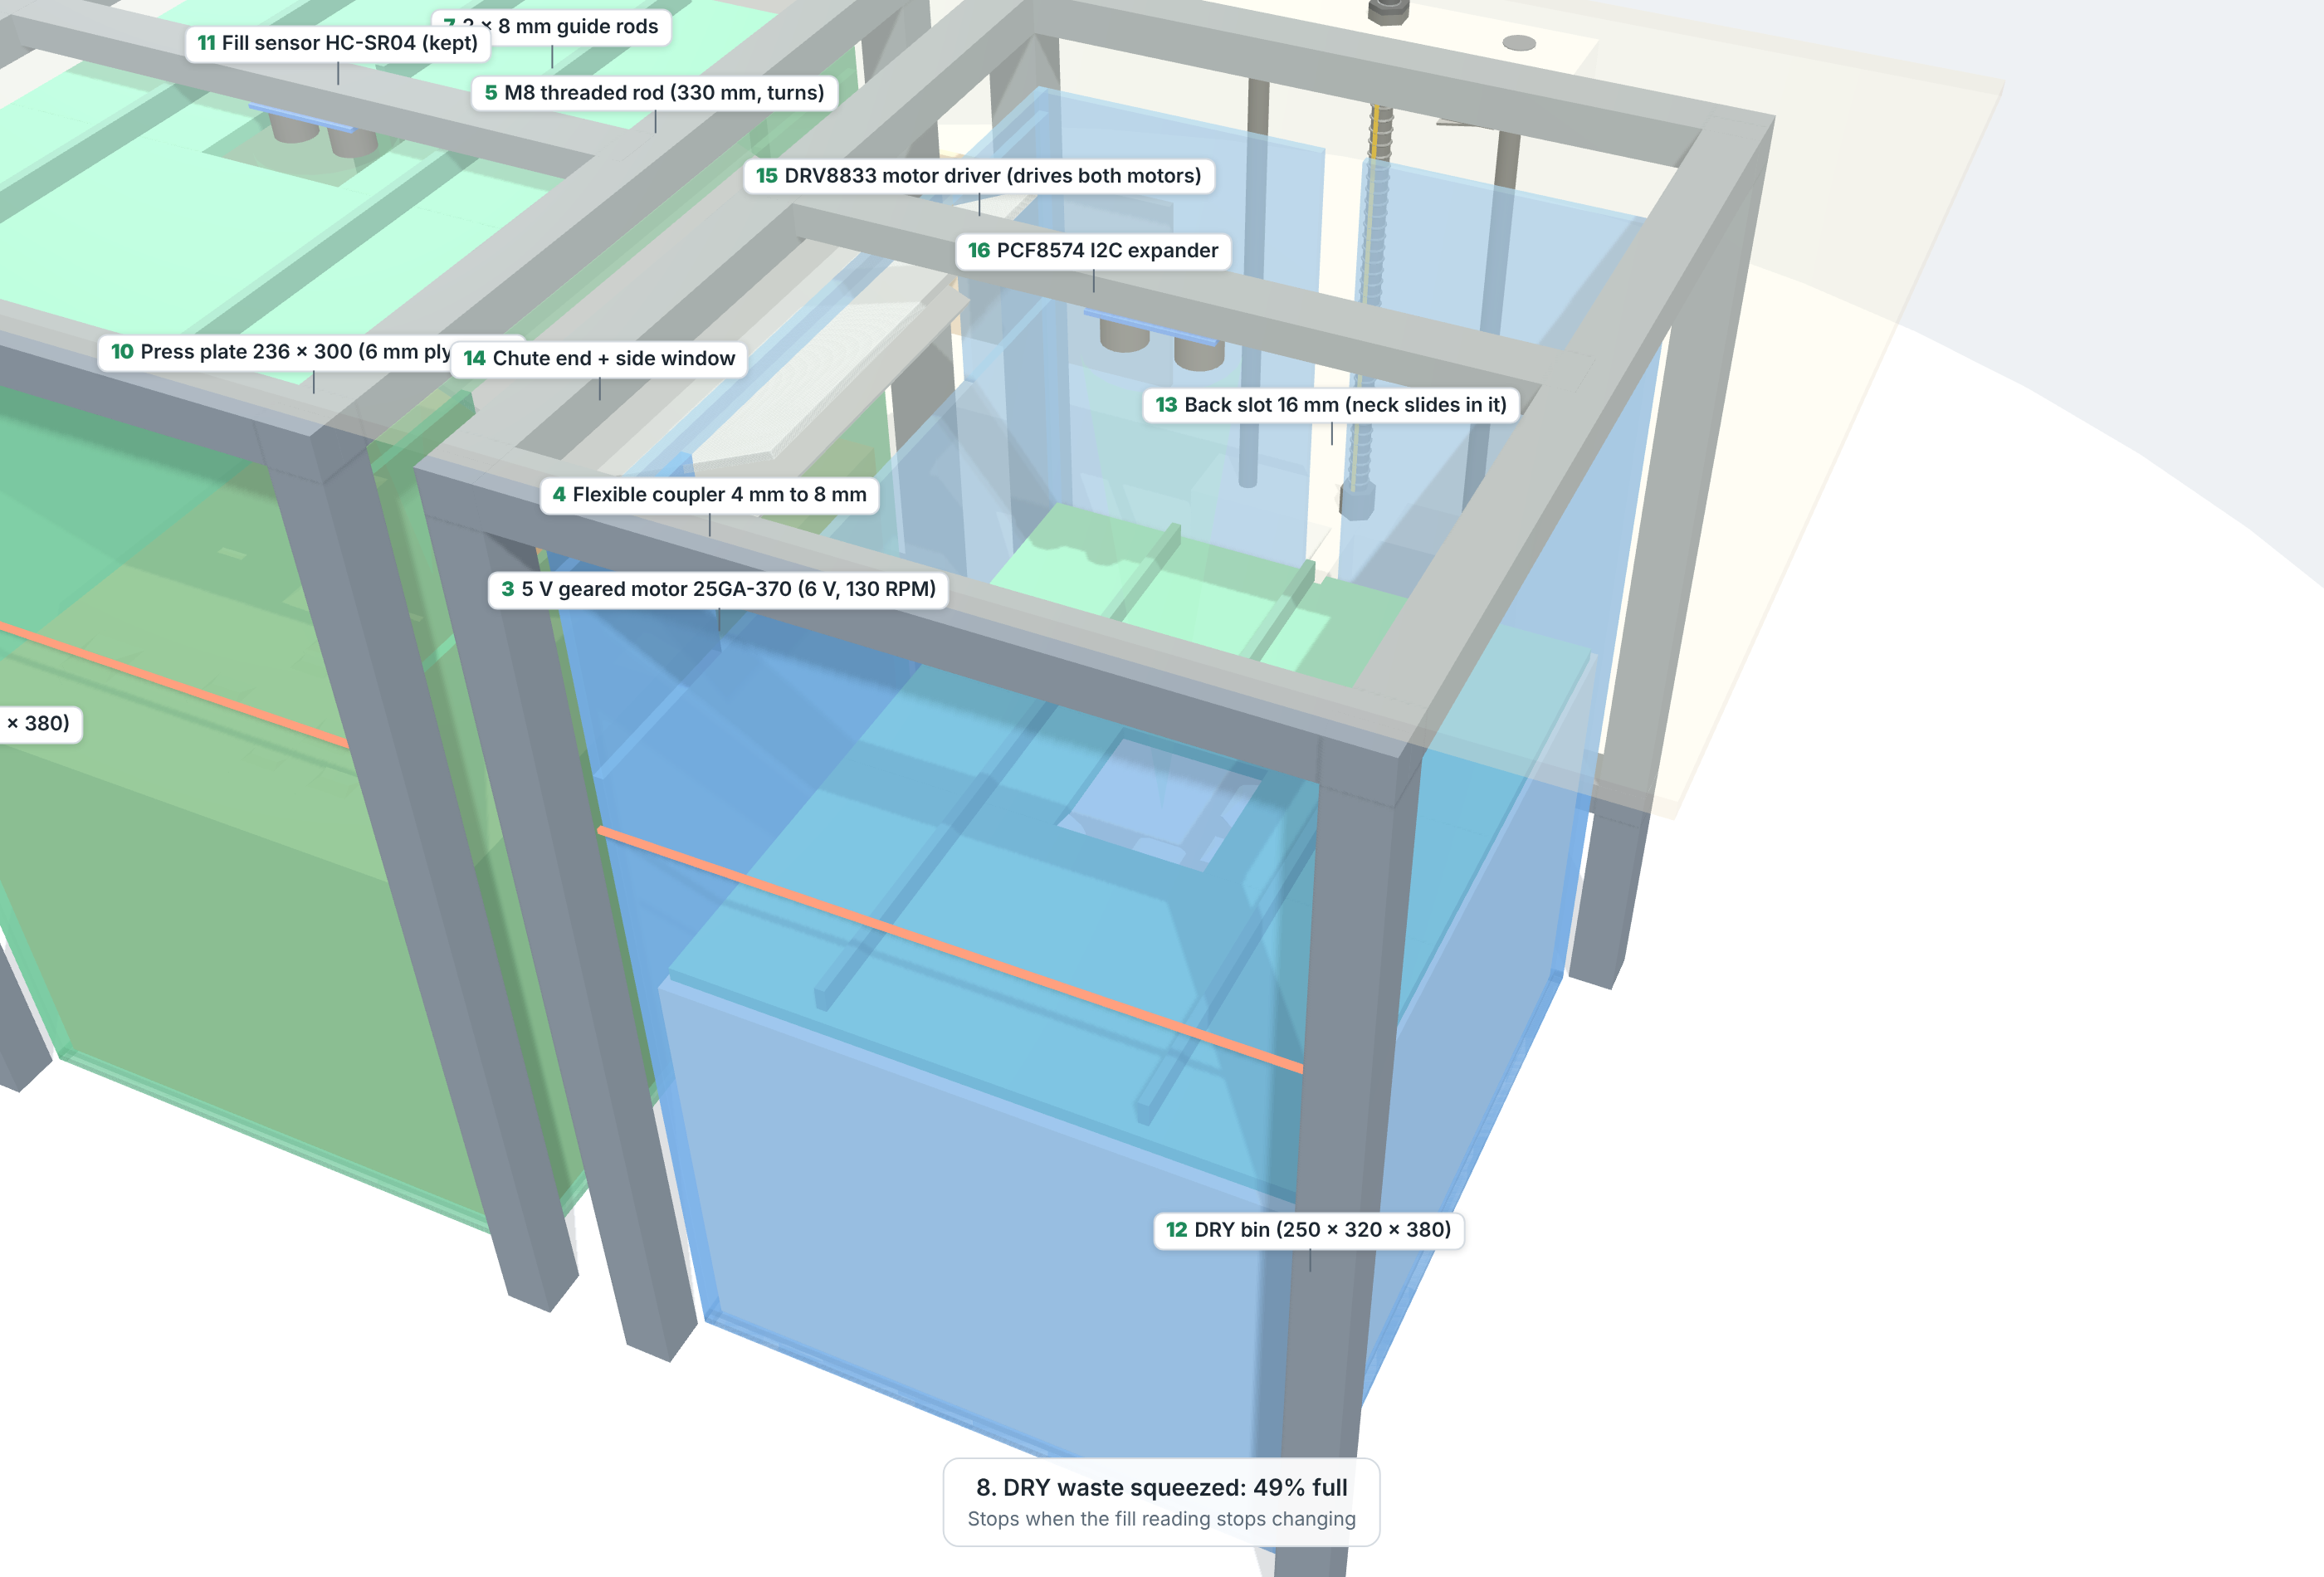 7 2 × 8 mm guide rods
11 Fill sensor HC-SR04 (kept)
5 M8 threaded rod (330 mm, turns)
15 DRV8833 motor driver (drives both motors)
16 PCF8574 I2C expander
10 Press plate 236 × 300 (6 mm ply
14 Chute end + side window
13 Back slot 16 mm (neck slides in it)
4 Flexible coupler 4 mm to 8 mm
3 5 V geared motor 25GA-370 (6 V, 130 RPM)
× 380)
12 DRY bin (250 × 320 × 380)
8. DRY waste squeezed: 49% full
Stops when the fill reading stops changing